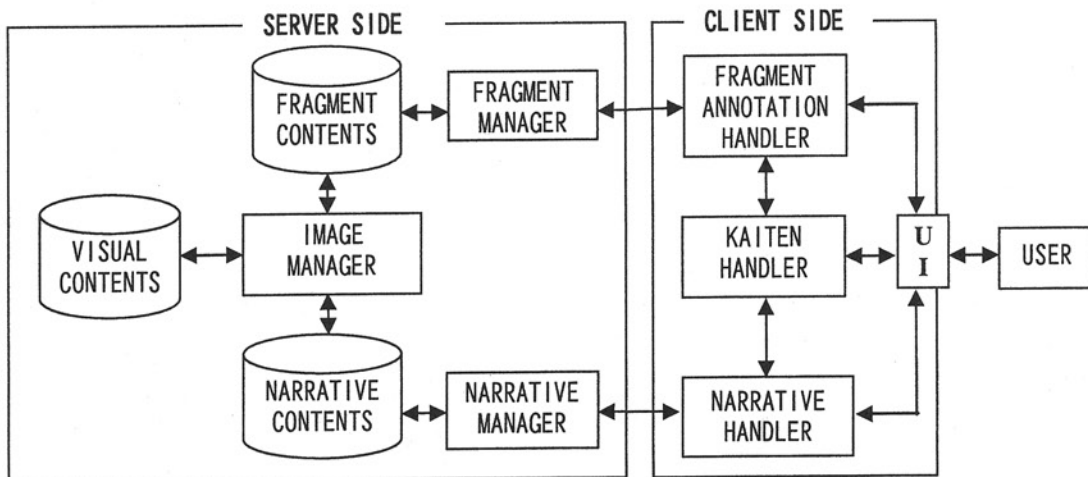 SERVER SIDE
CLIENT SIDE
FRAGMENT
CONTENTS
FRAGMENT
MANAGER
FRAGMENT
ANNOTATION
HANDLER
VISUAL
CONTENTS
IMAGE
MANAGER
KAITEN
HANDLER
U
I
USER
NARRATIVE
CONTENTS
NARRATIVE
MANAGER
NARRATIVE
HANDLER